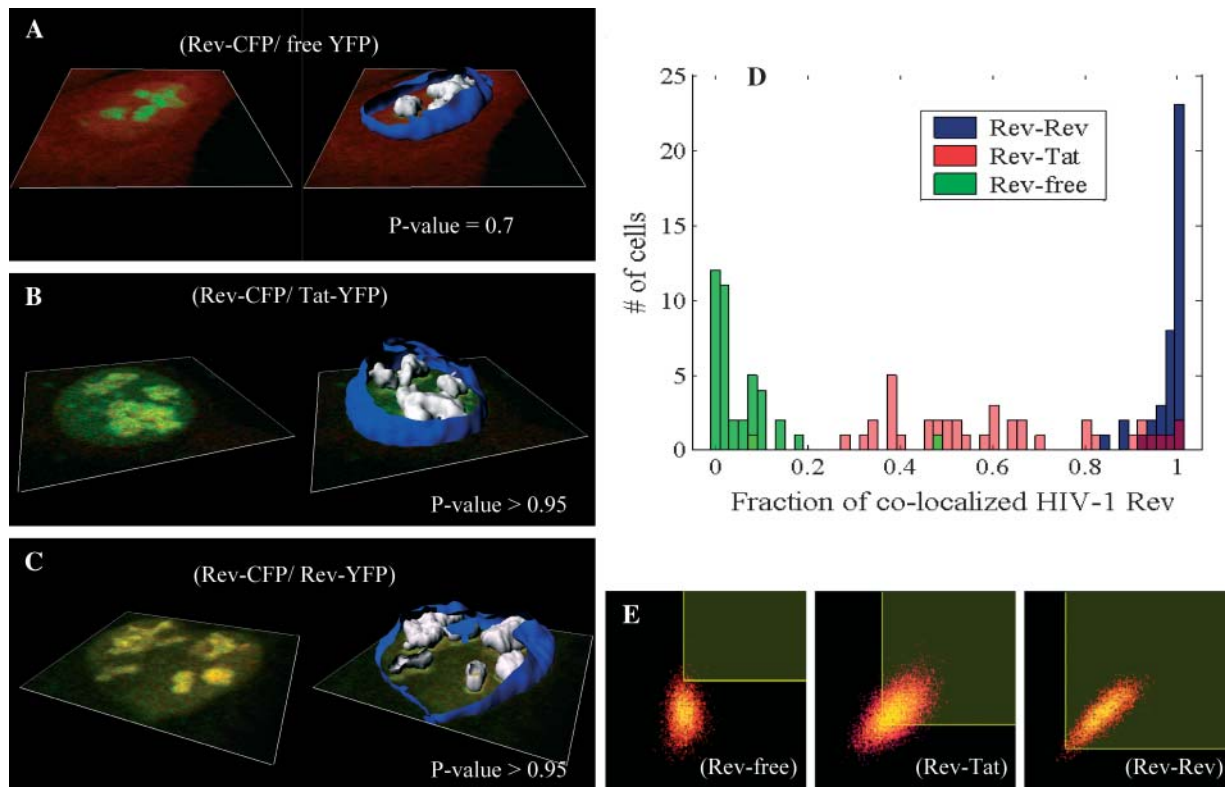 A
(Rev-CFP/ free YFP)
P-value = 0.7
B
(Rev-CFP/ Tat-YFP)
P-value > 0.95
C
(Rev-CFP/ Rev-YFP)
P-value > 0.95
D
Rev-Rev
Rev-Tat
Rev-free
# of cells
25
20
15
10
5
0
0 0.2 0.4 0.6 0.8 1
Fraction of co-localized HIV-1 Rev
E
(Rev-free)
(Rev-Tat)
(Rev-Rev)